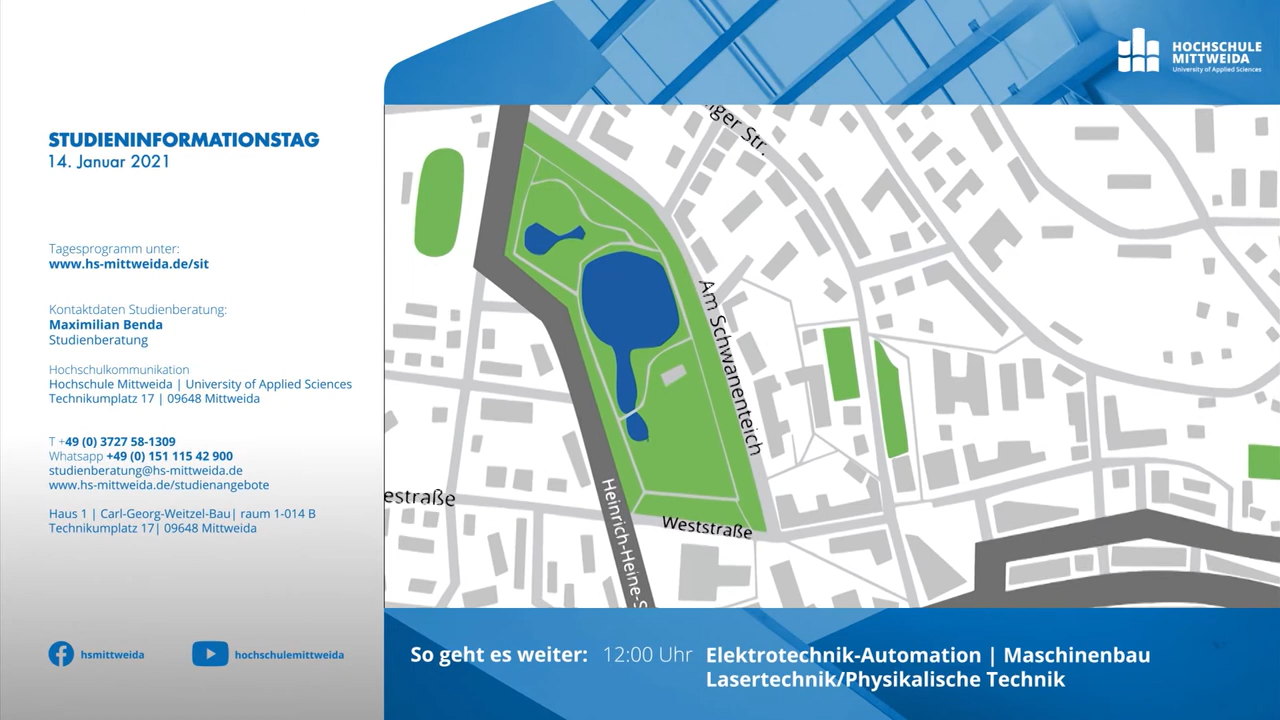 STUDIENINFORMATIONSTAG
14. Januar 2021
Tagesprogramm unter:
www.hs-mittweida.de/sit
Kontaktdaten Studienberatung:
Maximilian Benda
Studienberatung
Hochschulkommunikation
Hochschule Mittweida | University of Applied Sciences
Technikumplatz 17 | 09648 Mittweida
T +49 (0) 3727 58-1309
Whatsapp +49 (0) 151 115 42 900
studienberatung@hs-mittweida.de
www.hs-mittweida.de/studienangebote
Haus 1 | Carl-Georg-Weitzel-Bau| raum 1-014 B
Technikumplatz 17| 09648 Mittweida
hsmittweida
hochschulemittweida
HOCHSCHULE
MITTWEIDA
University of Applied Sciences
iger Str.
Am Schwanenteich
estraße
Heinrich-Heine-S
Weststraße
So geht es weiter: 12:00 Uhr Elektrotechnik-Automation | Maschinenbau
Lasertechnik/Physikalische Technik